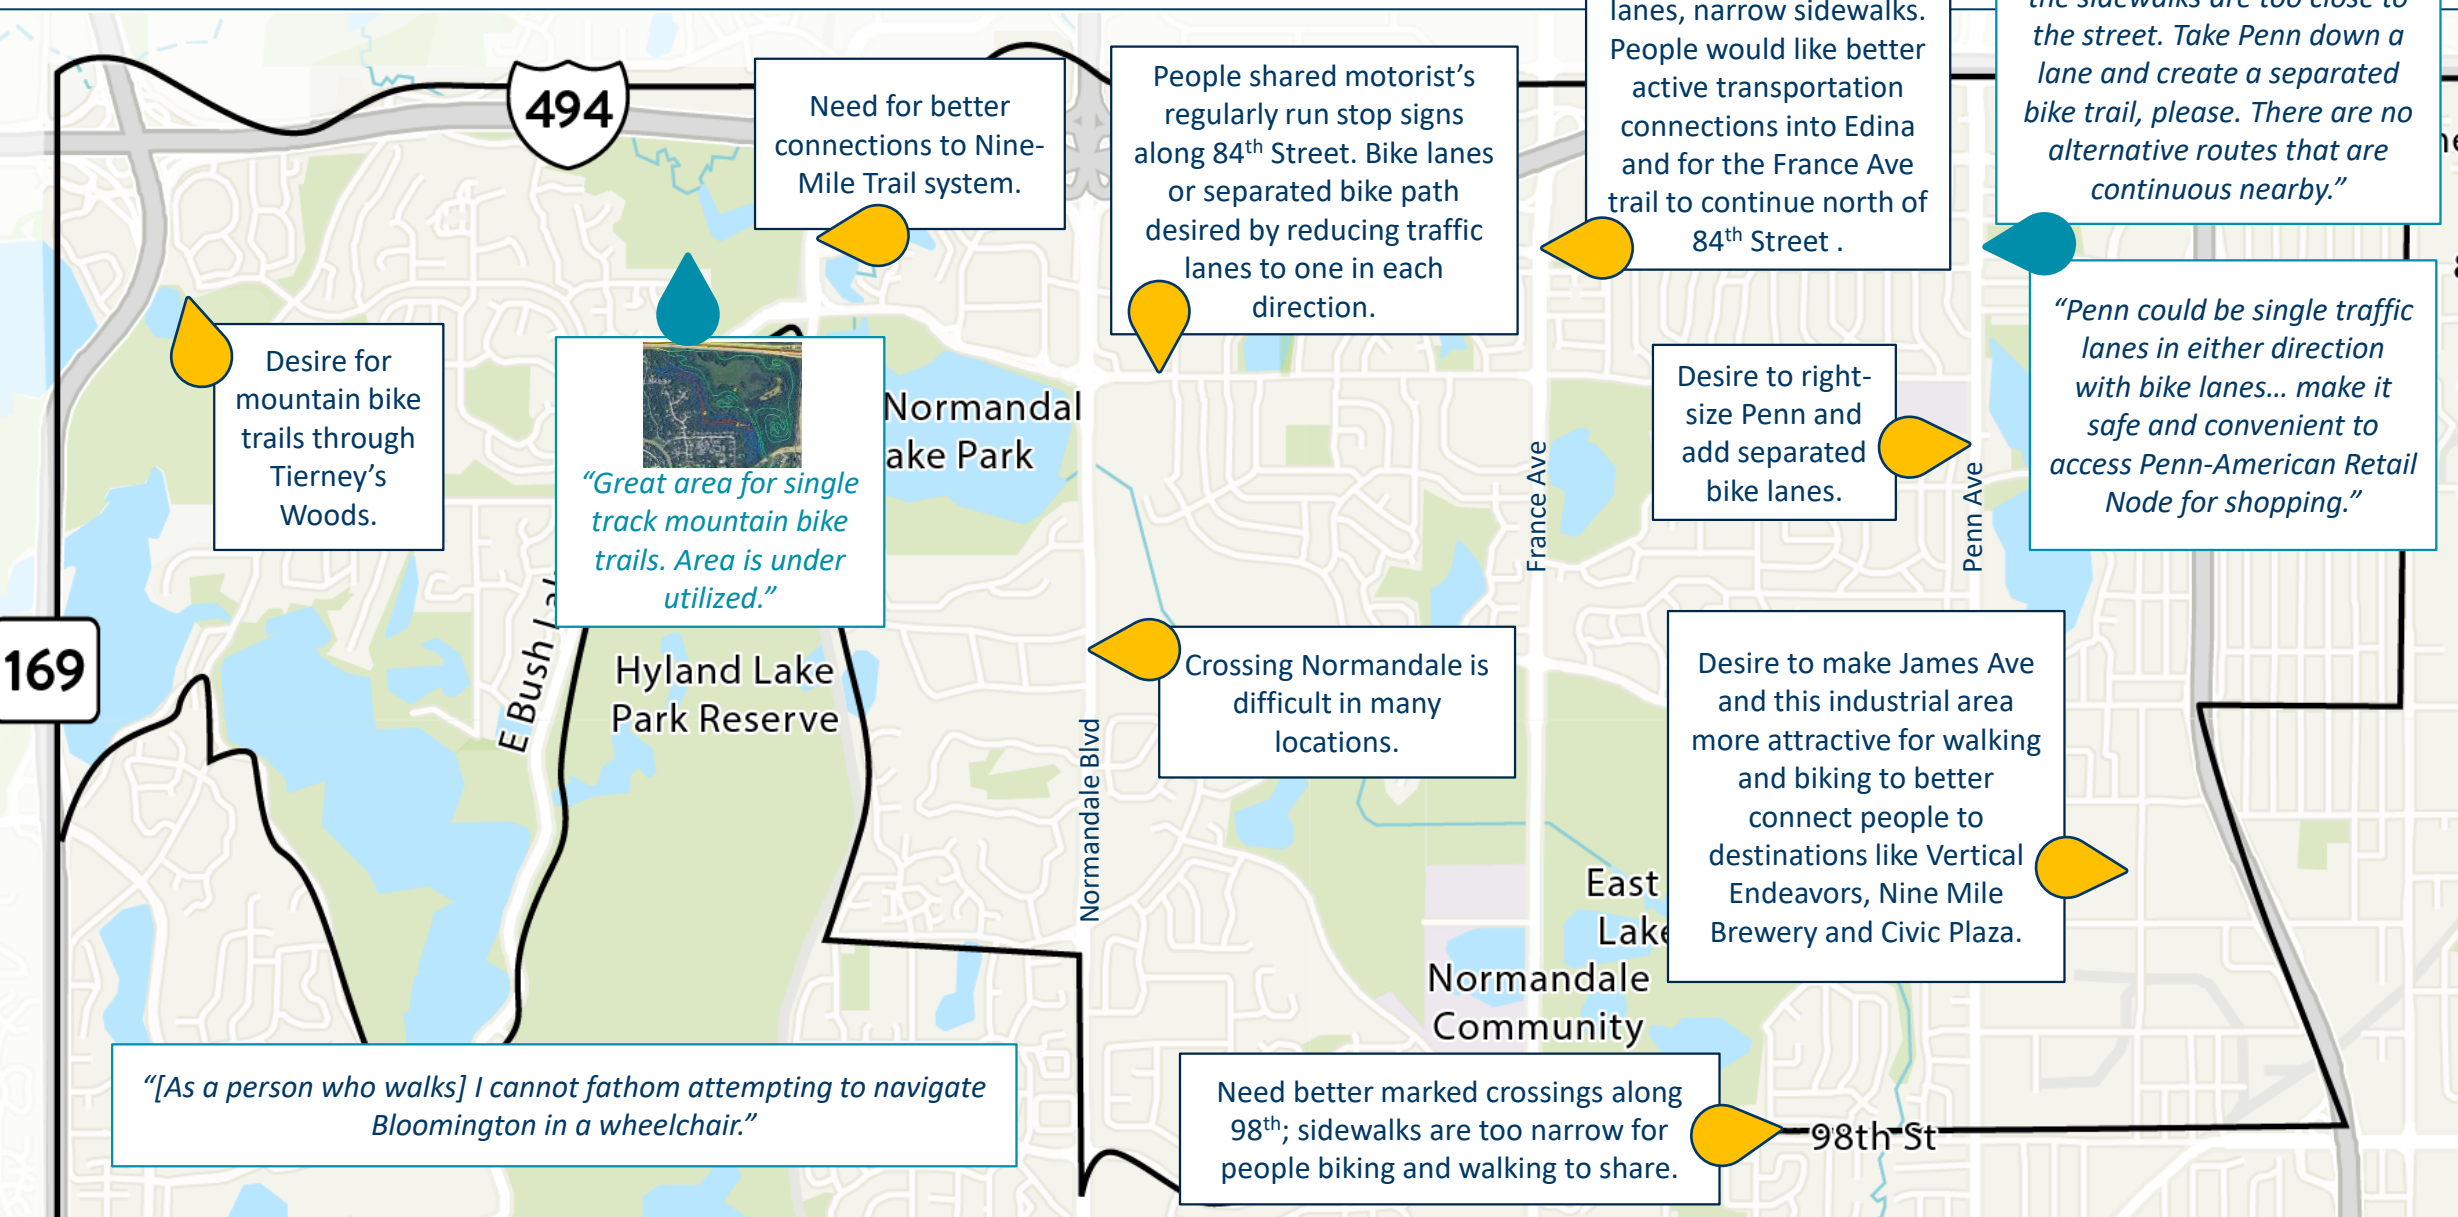 lanes, narrow sidewalks.
People would like better
active transportation
connections into Edina
and for the France Ave
trail to continue north of
84th Street .
the sidewalks are too close to
the street. Take Penn down a
lane and create a separated
bike trail, please. There are no
alternative routes that are
continuous nearby.”
494
Need for better
connections to Nine-
Mile Trail system.
People shared motorist’s
regularly run stop signs
along 84th Street. Bike lanes
or separated bike path
desired by reducing traffic
lanes to one in each
direction.
Desire for
mountain bike
trails through
Tierney’s
Woods.
“Great area for single
track mountain bike
trails. Area is under
utilized.”
Normandal
ake Park
Desire to right-
size Penn and
add separated
bike lanes.
“Penn could be single traffic
lanes in either direction
with bike lanes… make it
safe and convenient to
access Penn-American Retail
Node for shopping.”
France Ave
Penn Ave
169
E Bush La
Hyland Lake
Park Reserve
Normandale Blvd
Crossing Normandale is
difficult in many
locations.
Desire to make James Ave
and this industrial area
more attractive for walking
and biking to better
connect people to
destinations like Vertical
Endeavors, Nine Mile
Brewery and Civic Plaza.
East
Lake
Normandale
Community
“[As a person who walks] I cannot fathom attempting to navigate
Bloomington in a wheelchair.”
Need better marked crossings along
98th; sidewalks are too narrow for
people biking and walking to share.
98th St